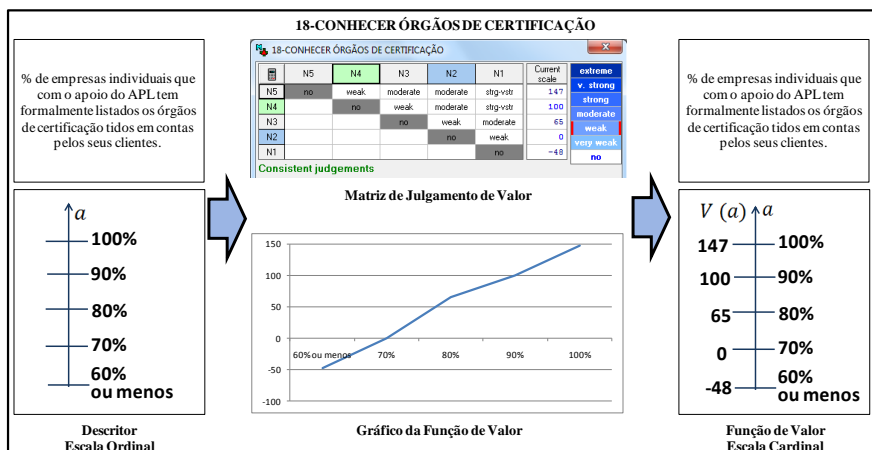 18-CONHECER ÓRGÃOS DE CERTIFICAÇÃO
% de empresas individuais que
com o apoio do APL tem
formalmente listados os órgãos
de certificação tidos em contas
pelos seus clientes.
a
100%
90%
80%
70%
60%
ou menos
Descritor
Escala Ordinal
18-CONHECER ÓRGÃOS DE CERTIFICAÇÃO
N5 N4 N3 N2 N1 Current scale
N5 no weak moderate moderate strg-vstr 147
N4 no weak moderate strg-vstr 100
N3 no weak moderate 65
N2 no weak 0
N1 no -48
extreme
v. strong
strong
moderate
weak
very weak
no
Consistent judgements
Matriz de Julgamento de Valor
150
100
50
0
-50
-100
60% ou menos 70% 80% 90% 100%
Gráfico da Função de Valor
% de empresas individuais que
com o apoio do APL tem
formalmente listados os órgãos
de certificação tidos em contas
pelos seus clientes.
V (a) a
147 100%
100 90%
65 80%
0 70%
-48 60%
ou menos
Função de Valor
Escala Cardinal